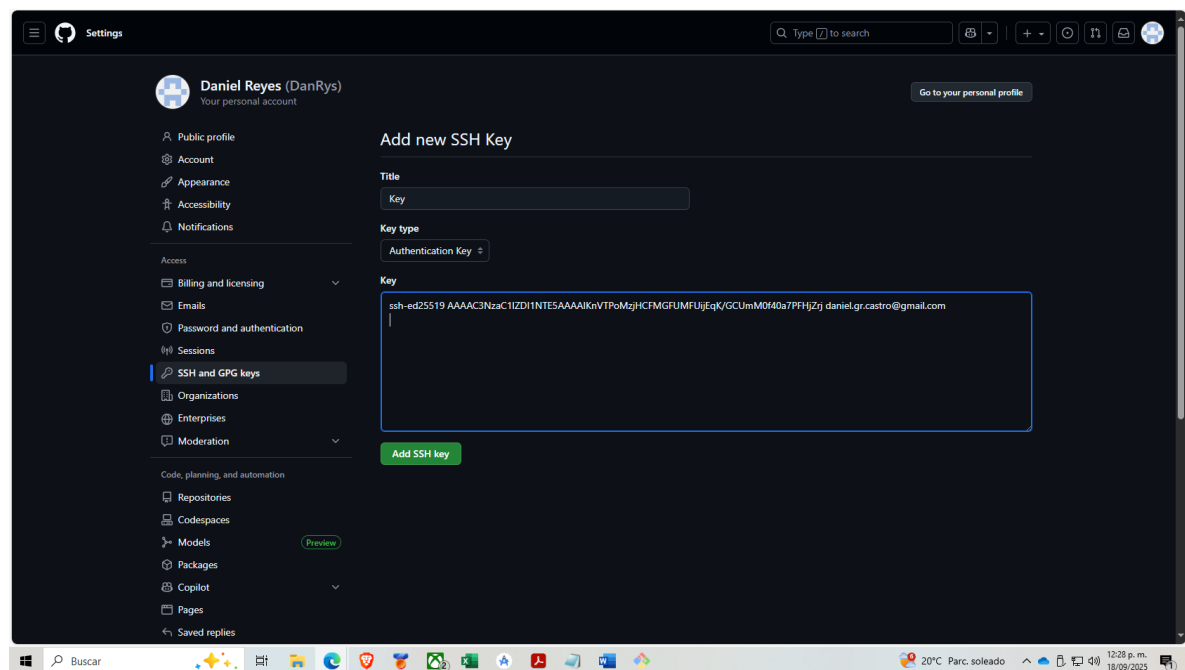 Settings
Type / to search
Daniel Reyes (DanRys)
Your personal account
Go to your personal profile
Public profile
Account
Appearance
Accessibility
Notifications
Access
Billing and licensing
Emails
Password and authentication
Sessions
SSH and GPG keys
Organizations
Enterprises
Moderation
Code, planning, and automation
Repositories
Codespaces
Models Preview
Packages
Copilot
Pages
Saved replies
Add new SSH Key
Title
Key
Key type
Authentication Key
Key
ssh-ed25519 AAAAC3NzaC1lZDI1NTE5AAAAIKnVTPoMzjHCFMGFUMFUijEqK/GCUmM0f40a7PFHjZrj daniel.gr.castro@gmail.com
Add SSH key
Buscar
20°C Parc. soleado
12:28 p. m.
18/09/2025